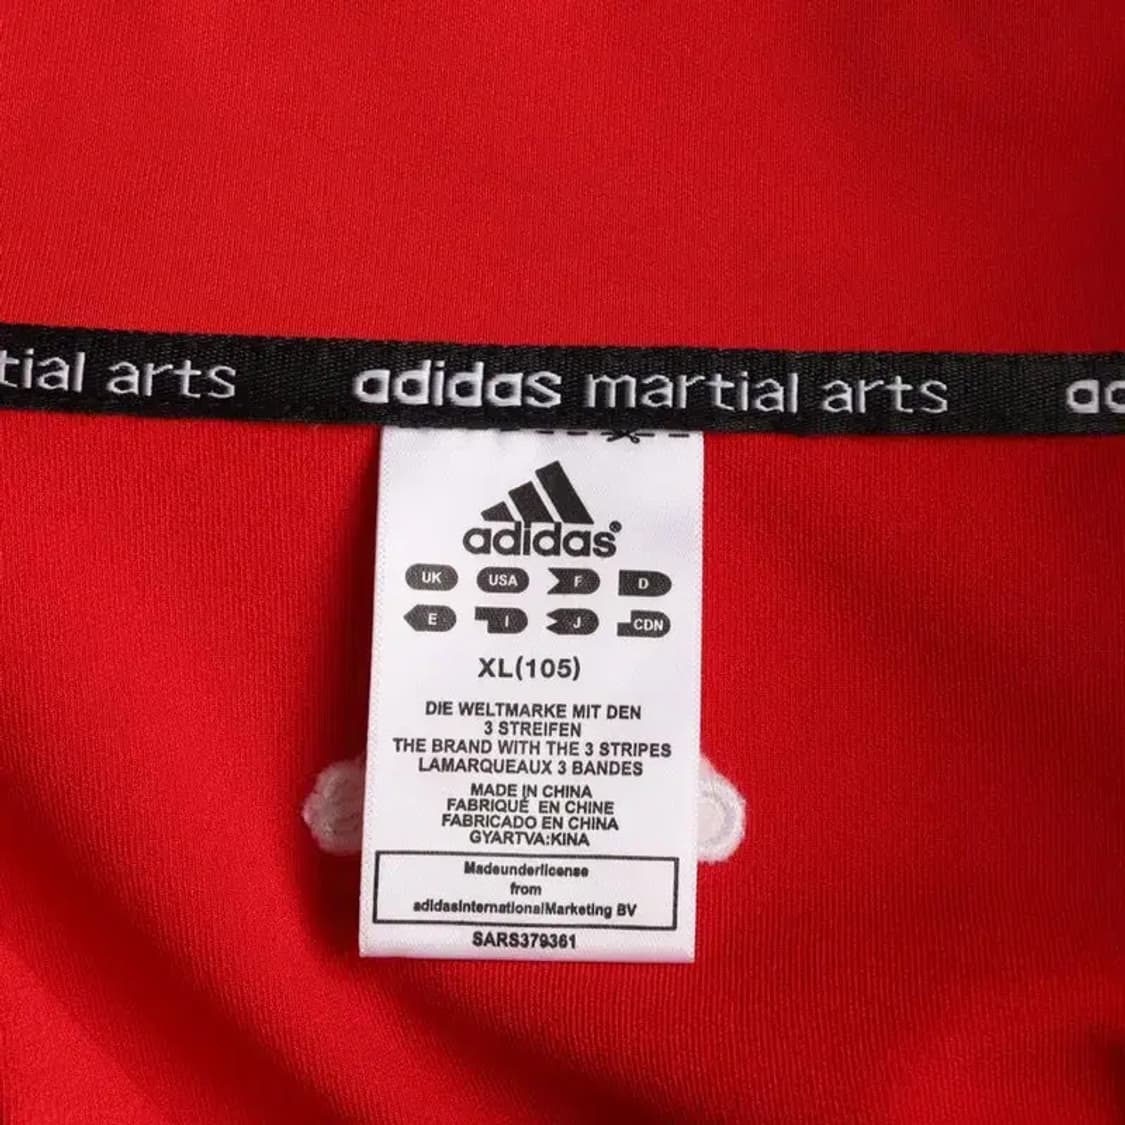 tial arts adidas martial arts ad
adidas®
UK USA F D
E I J CDN
XL(105)
DIE WELTMARKE MIT DEN
3 STREIFEN
THE BRAND WITH THE 3 STRIPES
LAMARQUEAUX 3 BANDES
MADE IN CHINA
FABRIQUÉ EN CHINE
FABRICADO EN CHINA
GYARTVA:KINA
Madeunderlicense
from
adidasInternationalMarketing BV
SARS379361